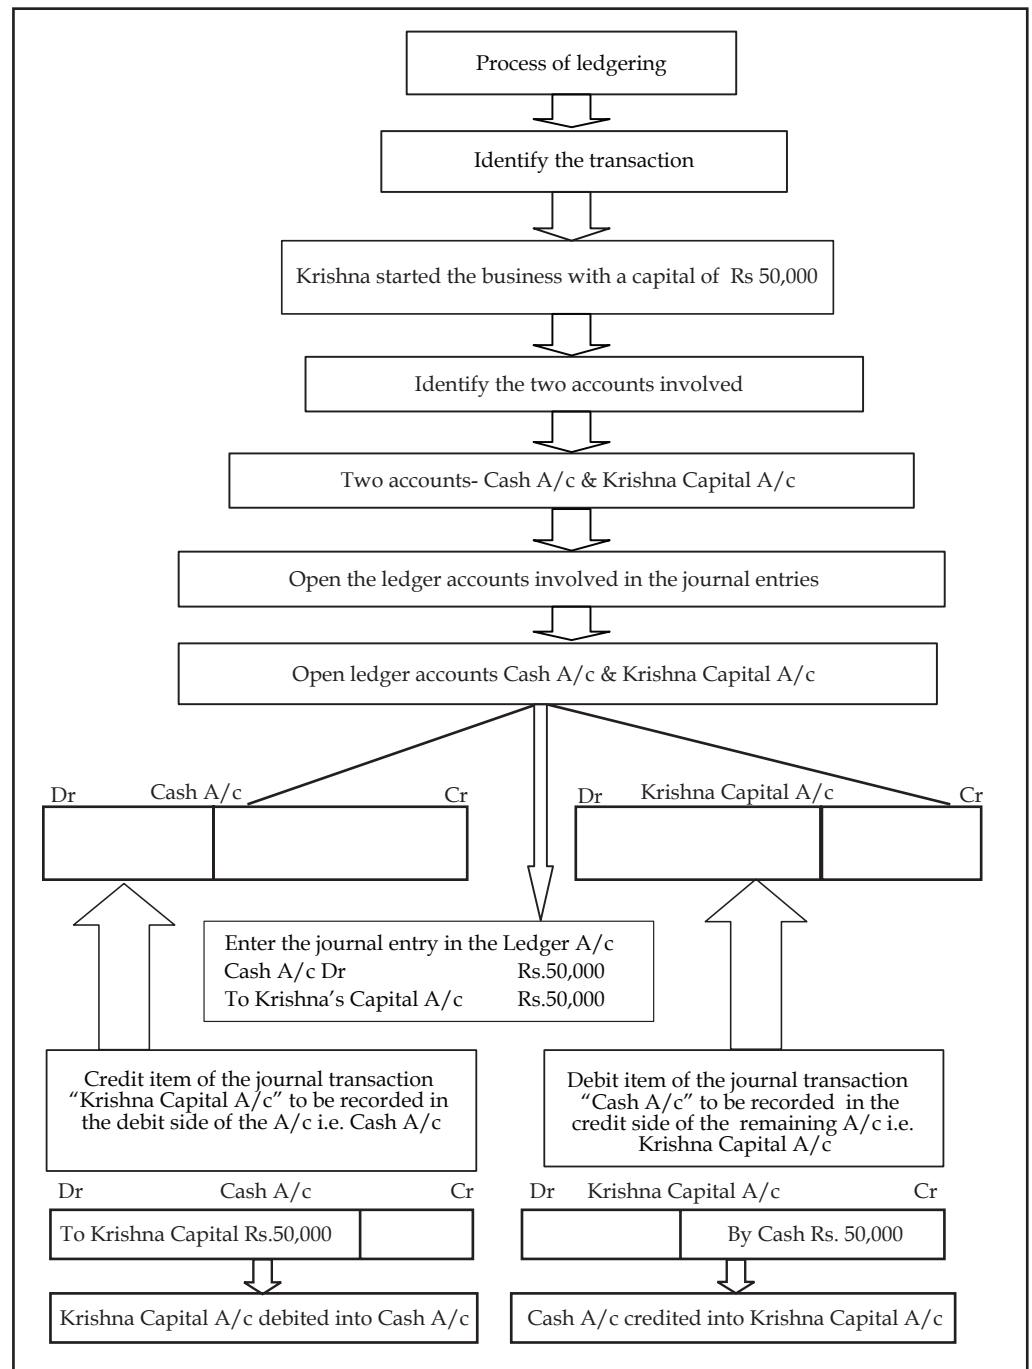 Process of ledgering
Identify the transaction
Krishna started the business with a capital of Rs 50,000
Identify the two accounts involved
Two accounts- Cash A/c & Krishna Capital A/c
Open the ledger accounts involved in the journal entries
Open ledger accounts Cash A/c & Krishna Capital A/c
Dr Cash A/c Cr
Dr Krishna Capital A/c Cr
Enter the journal entry in the Ledger A/c
Cash A/c Dr Rs.50,000
To Krishna’s Capital A/c Rs.50,000
Credit item of the journal transaction
“Krishna Capital A/c” to be recorded in
the debit side of the A/c i.e. Cash A/c
Debit item of the journal transaction
“Cash A/c” to be recorded in the
credit side of the remaining A/c i.e.
Krishna Capital A/c
Dr Cash A/c Cr
To Krishna Capital Rs.50,000
Dr Krishna Capital A/c Cr
By Cash Rs. 50,000
Krishna Capital A/c debited into Cash A/c
Cash A/c credited into Krishna Capital A/c